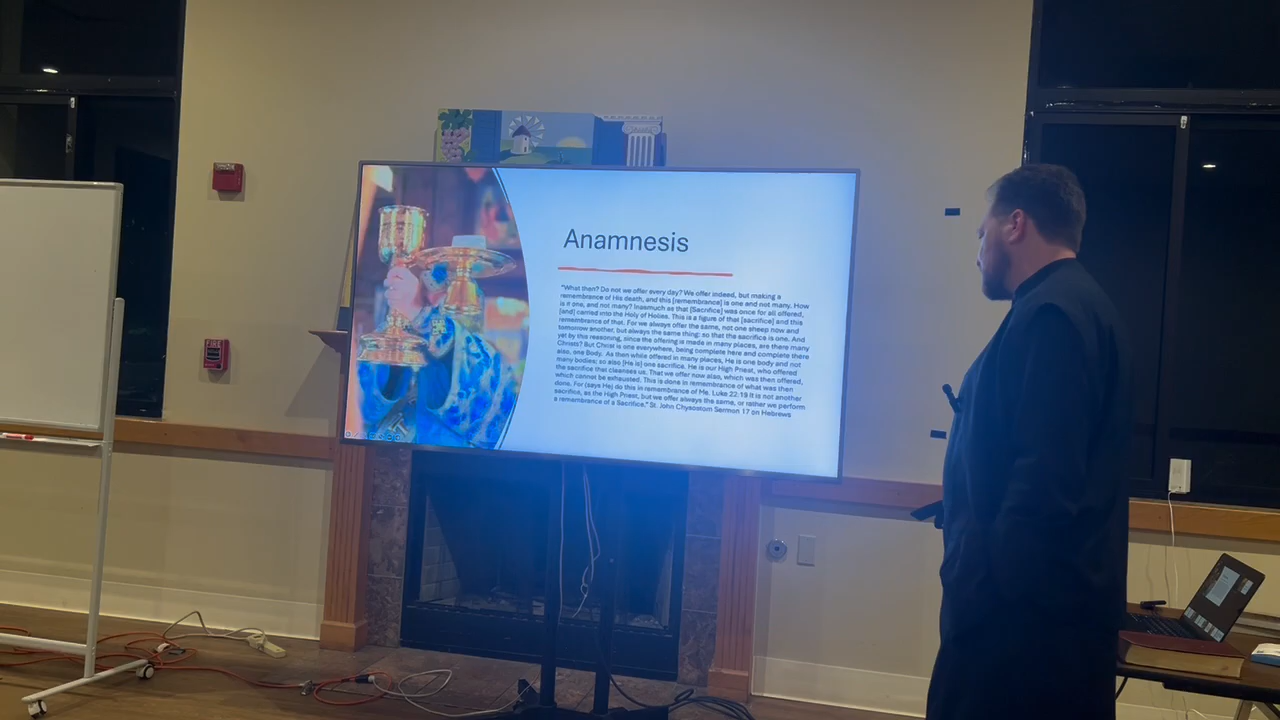 FIRE
Anamnesis
"What then? Do not we offer every day? We offer indeed, but making a
remembrance of His death, and this [remembrance] is one and not many. How
is it one, and not many? Inasmuch as that [Sacrifice] was once for all offered,
[and] carried into the Holy of Holies. This is a figure of that [sacrifice] and this
remembrance of that. For we always offer the same, not one sheep now and
tomorrow another, but always the same thing: so that the sacrifice is one. And
yet by this reasoning, since the offering is made in many places, are there many
Christs? But Christ is one everywhere, being complete here and complete there
also, one Body. As then while offered in many places, He is one body and not
many bodies; so also [He is] one sacrifice. He is our High Priest, who offered
the sacrifice that cleanses us. That we offer now also, which was then offered,
which cannot be exhausted. This is done in remembrance of what was then
done. For (says He) do this in remembrance of Me. Luke 22:19 It is not another
sacrifice, as the High Priest, but we offer always the same, or rather we perform
a remembrance of a Sacrifice." St. John Chysostom Sermon 17 on Hebrews